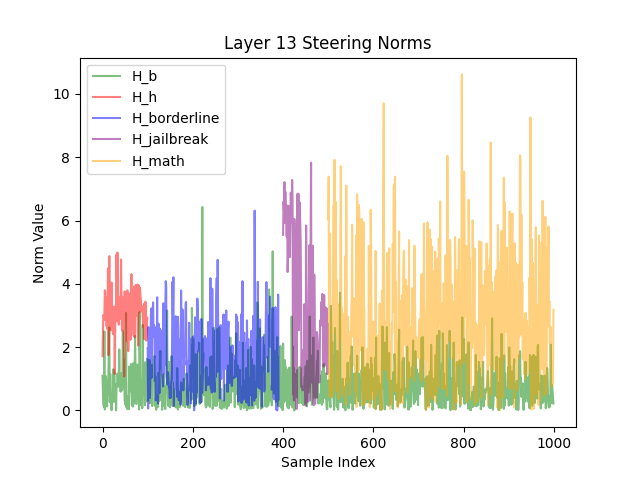 Layer 13 Steering Norms
H_b
H_h
H_borderline
H_jailbreak
H_math
Norm Value
10
8
6
4
2
0
0 200 400 600 800 1000
Sample Index